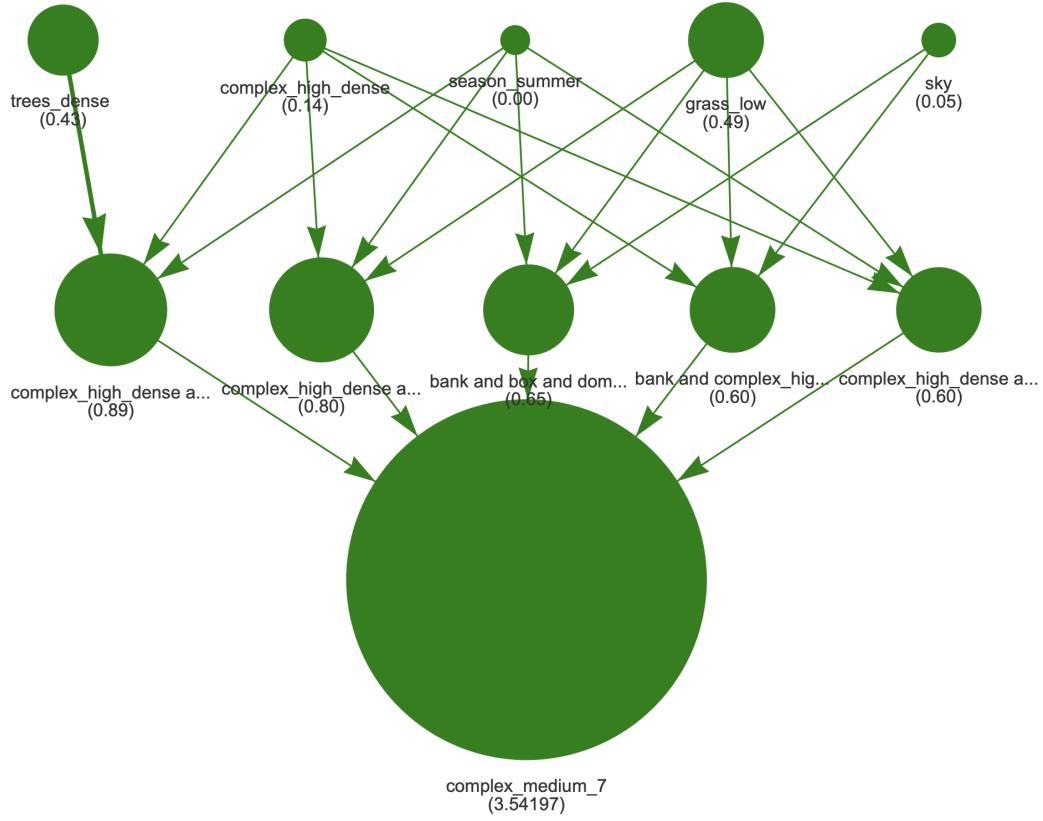 trees_dense
(0.43)
complex_high_dense
(0.14)
season_summer
(0.00)
grass_low
(0.49)
sky
(0.05)
complex_high_dense a...
(0.89)
complex_high_dense a...
(0.80)
bank and box and dom...
(0.65)
bank and complex_hig...
(0.60)
complex_high_dense a...
(0.60)
complex_medium_7
(3.54197)